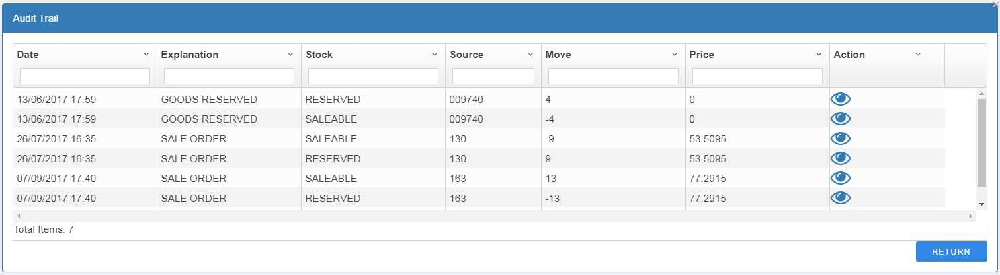 Audit Trail
Date Explanation Stock Source Move Price Action
13/06/2017 17:59 GOODS RESERVED RESERVED 009740 4 0
13/06/2017 17:59 GOODS RESERVED SALEABLE 009740 -4 0
26/07/2017 16:35 SALE ORDER SALEABLE 130 -9 53.5095
26/07/2017 16:35 SALE ORDER RESERVED 130 9 53.5095
07/09/2017 17:40 SALE ORDER SALEABLE 163 13 77.2915
07/09/2017 17:40 SALE ORDER RESERVED 163 -13 77.2915
Total Items: 7
RETURN